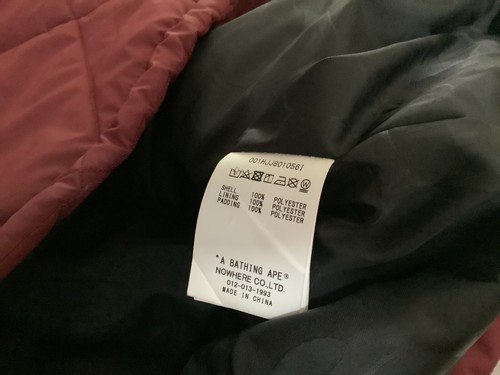 001HJJ801056I
SHELL 100% POLYESTER
LINING 100% POLYESTER
PADDING 100% POLYESTER
"A BATHING APE®
NOWHERE CO.,LTD.
012-013-1993
MADE IN CHINA